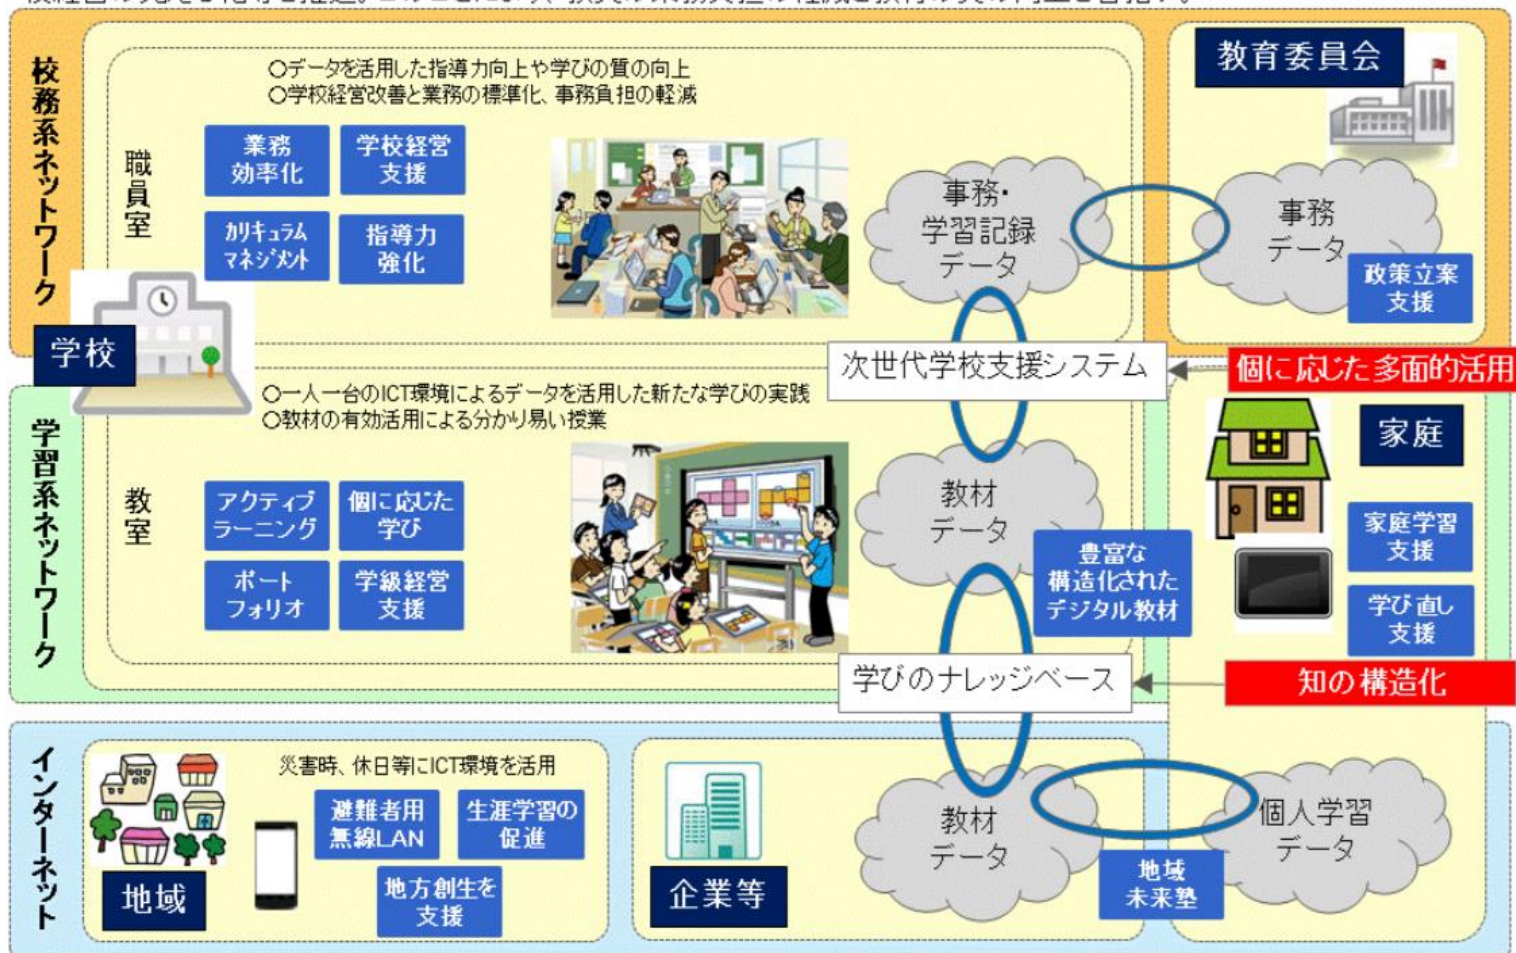 校務系ネットワーク
○データを活用した指導力向上や学びの質の向上
○学校経営改善と業務の標準化、事務負担の軽減
職員室
業務
効率化
学校経営
支援
カリキュラム
マネジメント
指導力
強化
事務・
学習記録
データ
教育委員会
事務
データ
政策立案
支援
学校
次世代学校支援システム
個に応じた多面的活用
学習系ネットワーク
○一人一台のICT環境によるデータを活用した新たな学びの実践
○教材の有効活用による分かり易い授業
教室
アクティブ
ラーニング
個に応じた
学び
ポート
フォリオ
学級経営
支援
教材
データ
豊富な
構造化された
デジタル教材
家庭
家庭学習
支援
学び直し
支援
学びのナレッジベース
知の構造化
インターネット
災害時、休日等にICT環境を活用
避難者用
無線LAN
生涯学習の
促進
地方創生を
支援
地域
企業等
教材
データ
個人学習
データ
地域
未来塾